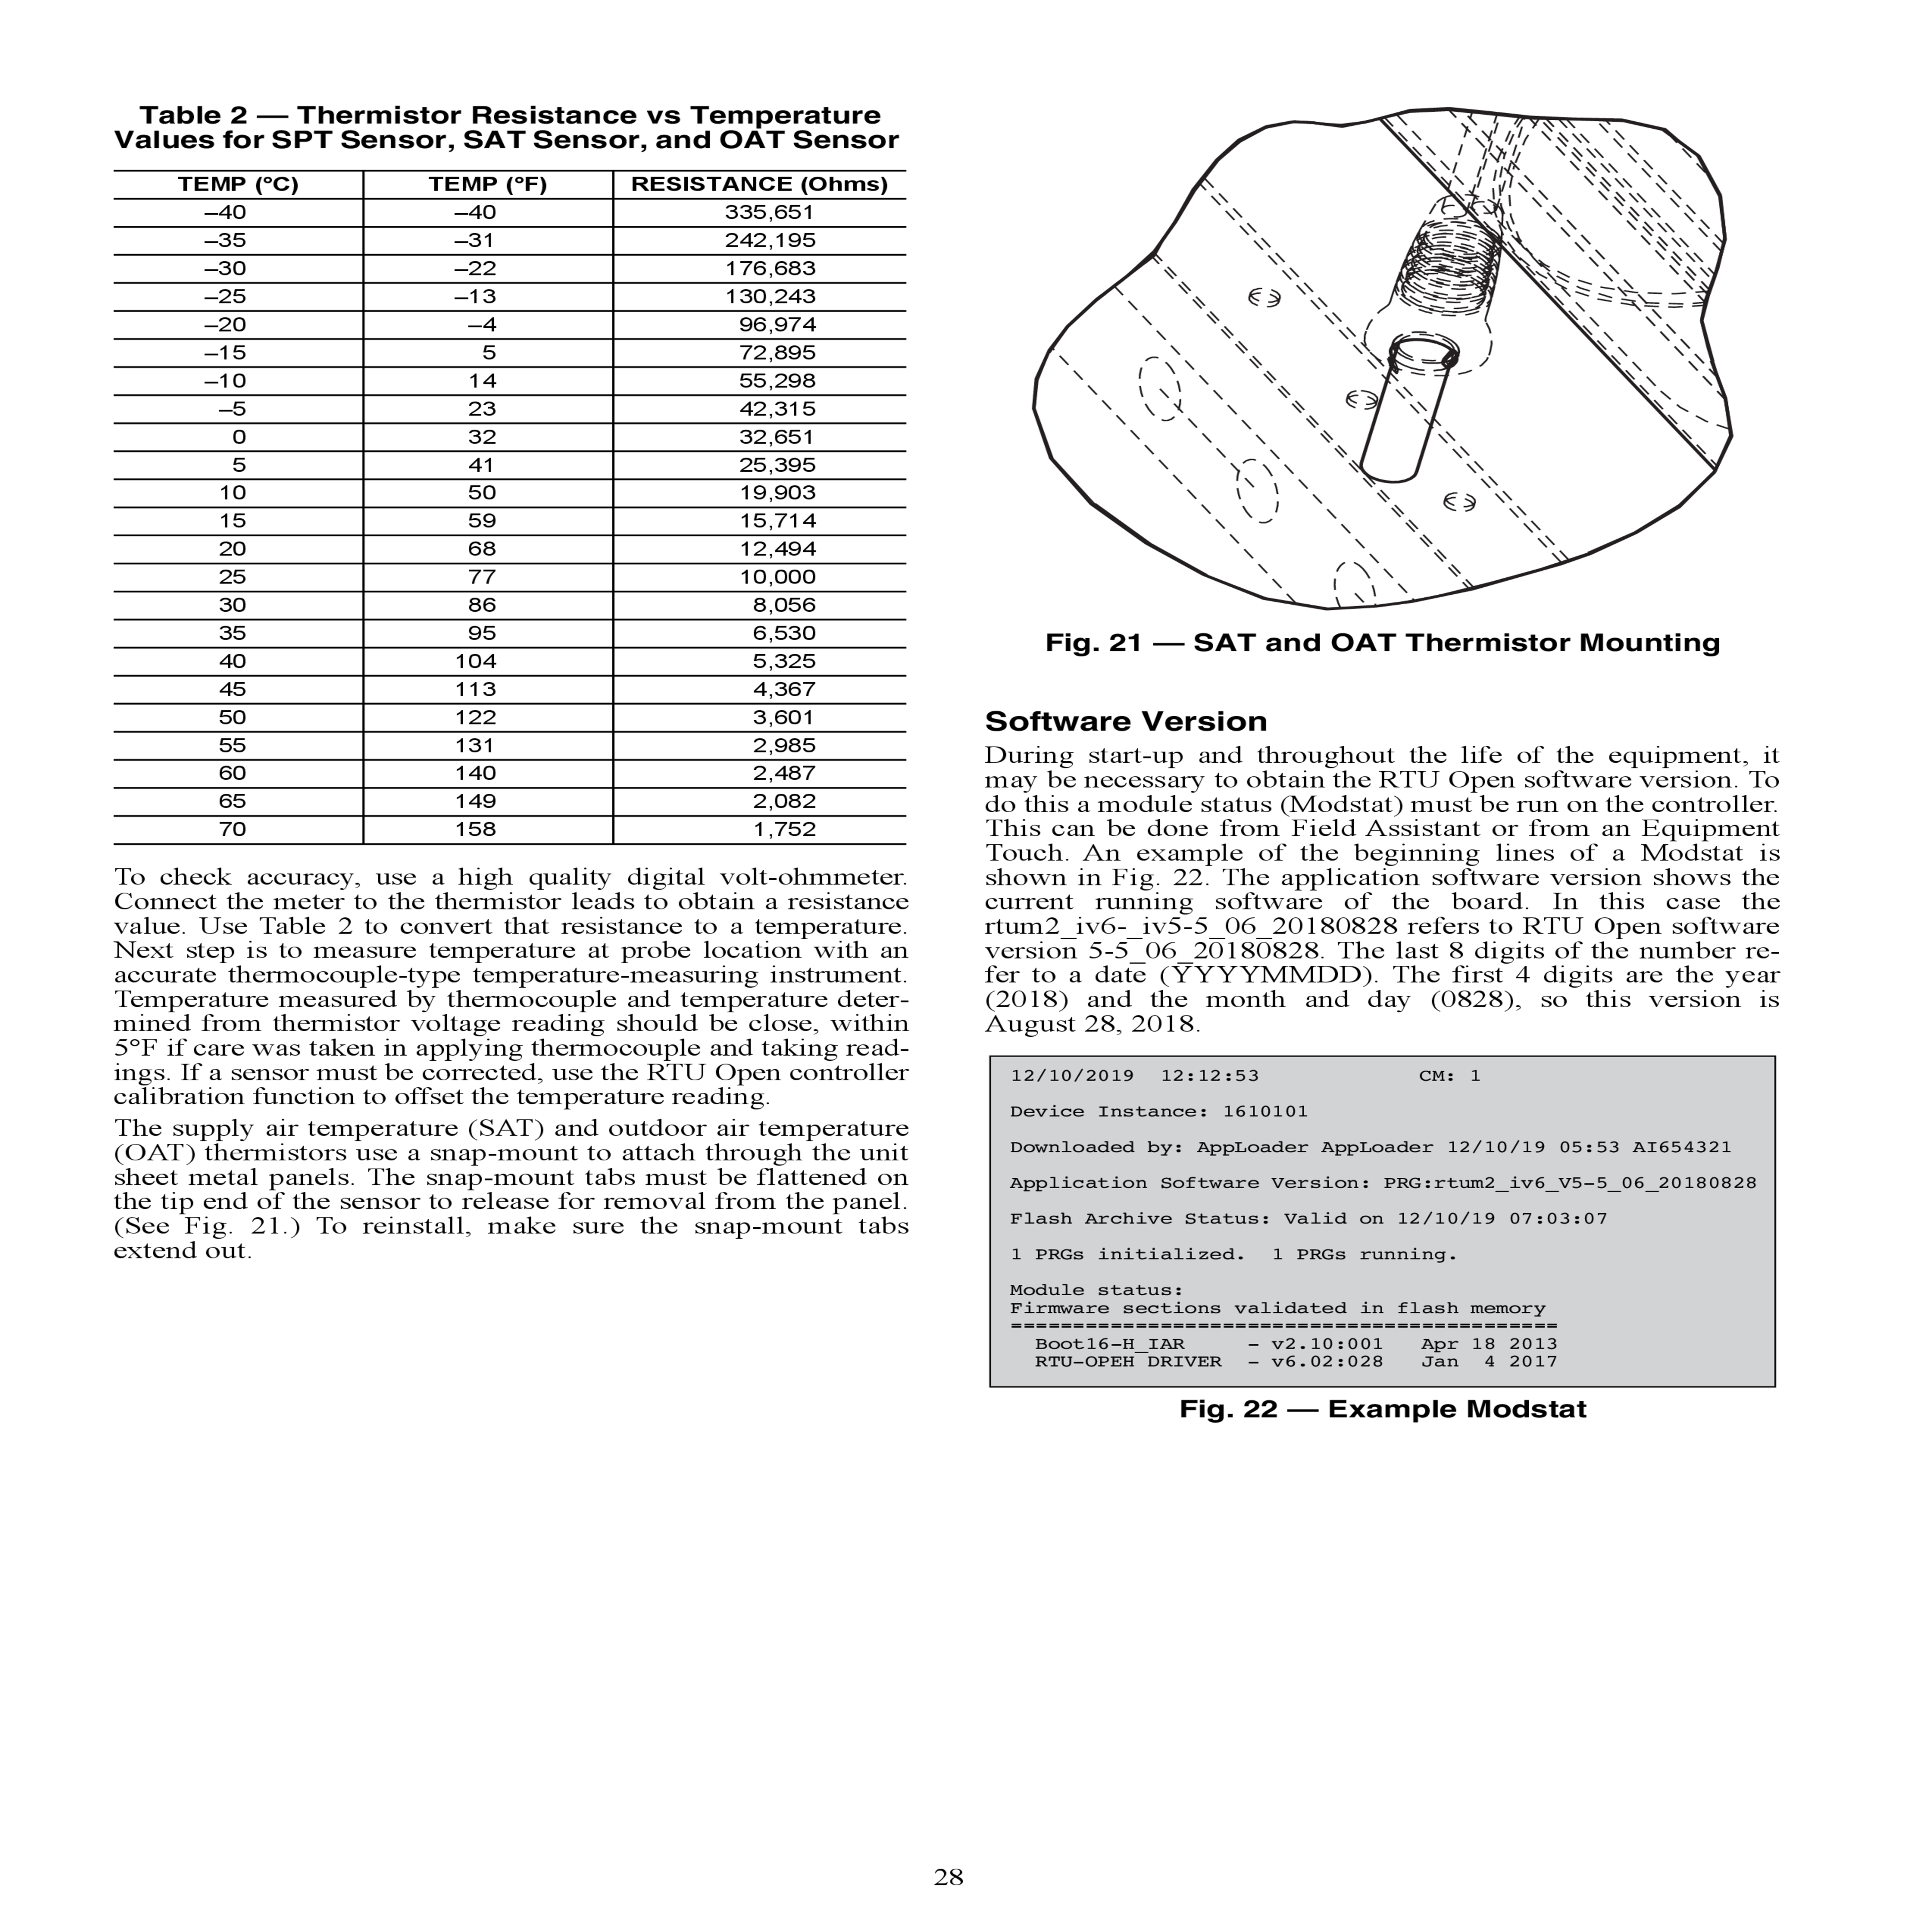 Table 2 — Thermistor Resistance vs Temperature
Values for SPT Sensor, SAT Sensor, and OAT Sensor
TEMP (°C) TEMP (°F) RESISTANCE (Ohms)
–40 –40 335,651
–35 –31 242,195
–30 –22 176,683
–25 –13 130,243
–20 –4 96,974
–15 5 72,895
–10 14 55,298
–5 23 42,315
0 32 32,651
5 41 25,395
10 50 19,903
15 59 15,714
20 68 12,494
25 77 10,000
30 86 8,056
35 95 6,530
40 104 5,325
45 113 4,367
50 122 3,601
55 131 2,985
60 140 2,487
65 149 2,082
70 158 1,752
To check accuracy, use a high quality digital volt-ohmmeter.
Connect the meter to the thermistor leads to obtain a resistance
value. Use Table 2 to convert that resistance to a temperature.
Next step is to measure temperature at probe location with an
accurate thermocouple-type temperature-measuring instrument.
Temperature measured by thermocouple and temperature deter-
mined from thermistor voltage reading should be close, within
5°F if care was taken in applying thermocouple and taking read-
ings. If a sensor must be corrected, use the RTU Open controller
calibration function to offset the temperature reading.
The supply air temperature (SAT) and outdoor air temperature
(OAT) thermistors use a snap-mount to attach through the unit
sheet metal panels. The snap-mount tabs must be flattened on
the tip end of the sensor to release for removal from the panel.
(See Fig. 21.) To reinstall, make sure the snap-mount tabs
extend out.
Fig. 21 — SAT and OAT Thermistor Mounting
Software Version
During start-up and throughout the life of the equipment, it
may be necessary to obtain the RTU Open software version. To
do this a module status (Modstat) must be run on the controller.
This can be done from Field Assistant or from an Equipment
Touch. An example of the beginning lines of a Modstat is
shown in Fig. 22. The application software version shows the
current running software of the board. In this case the
rtum2_iv6-_iv5-5_06_20180828 refers to RTU Open software
version 5-5_06_20180828. The last 8 digits of the number re-
fer to a date (YYYYMMDD). The first 4 digits are the year
(2018) and the month and day (0828), so this version is
August 28, 2018.
12/10/2019 12:12:53 CM: 1
Device Instance: 1610101
Downloaded by: AppLoader AppLoader 12/10/19 05:53 AI654321
Application Software Version: PRG:rtum2_iv6_V5-5_06_20180828
Flash Archive Status: Valid on 12/10/19 07:03:07
1 PRGs initialized. 1 PRGs running.
Module status:
Firmware sections validated in flash memory
============================================
Boot16-H_IAR - v2.10:001 Apr 18 2013
RTU-OPEH DRIVER - v6.02:028 Jan 4 2017
Fig. 22 — Example Modstat
28